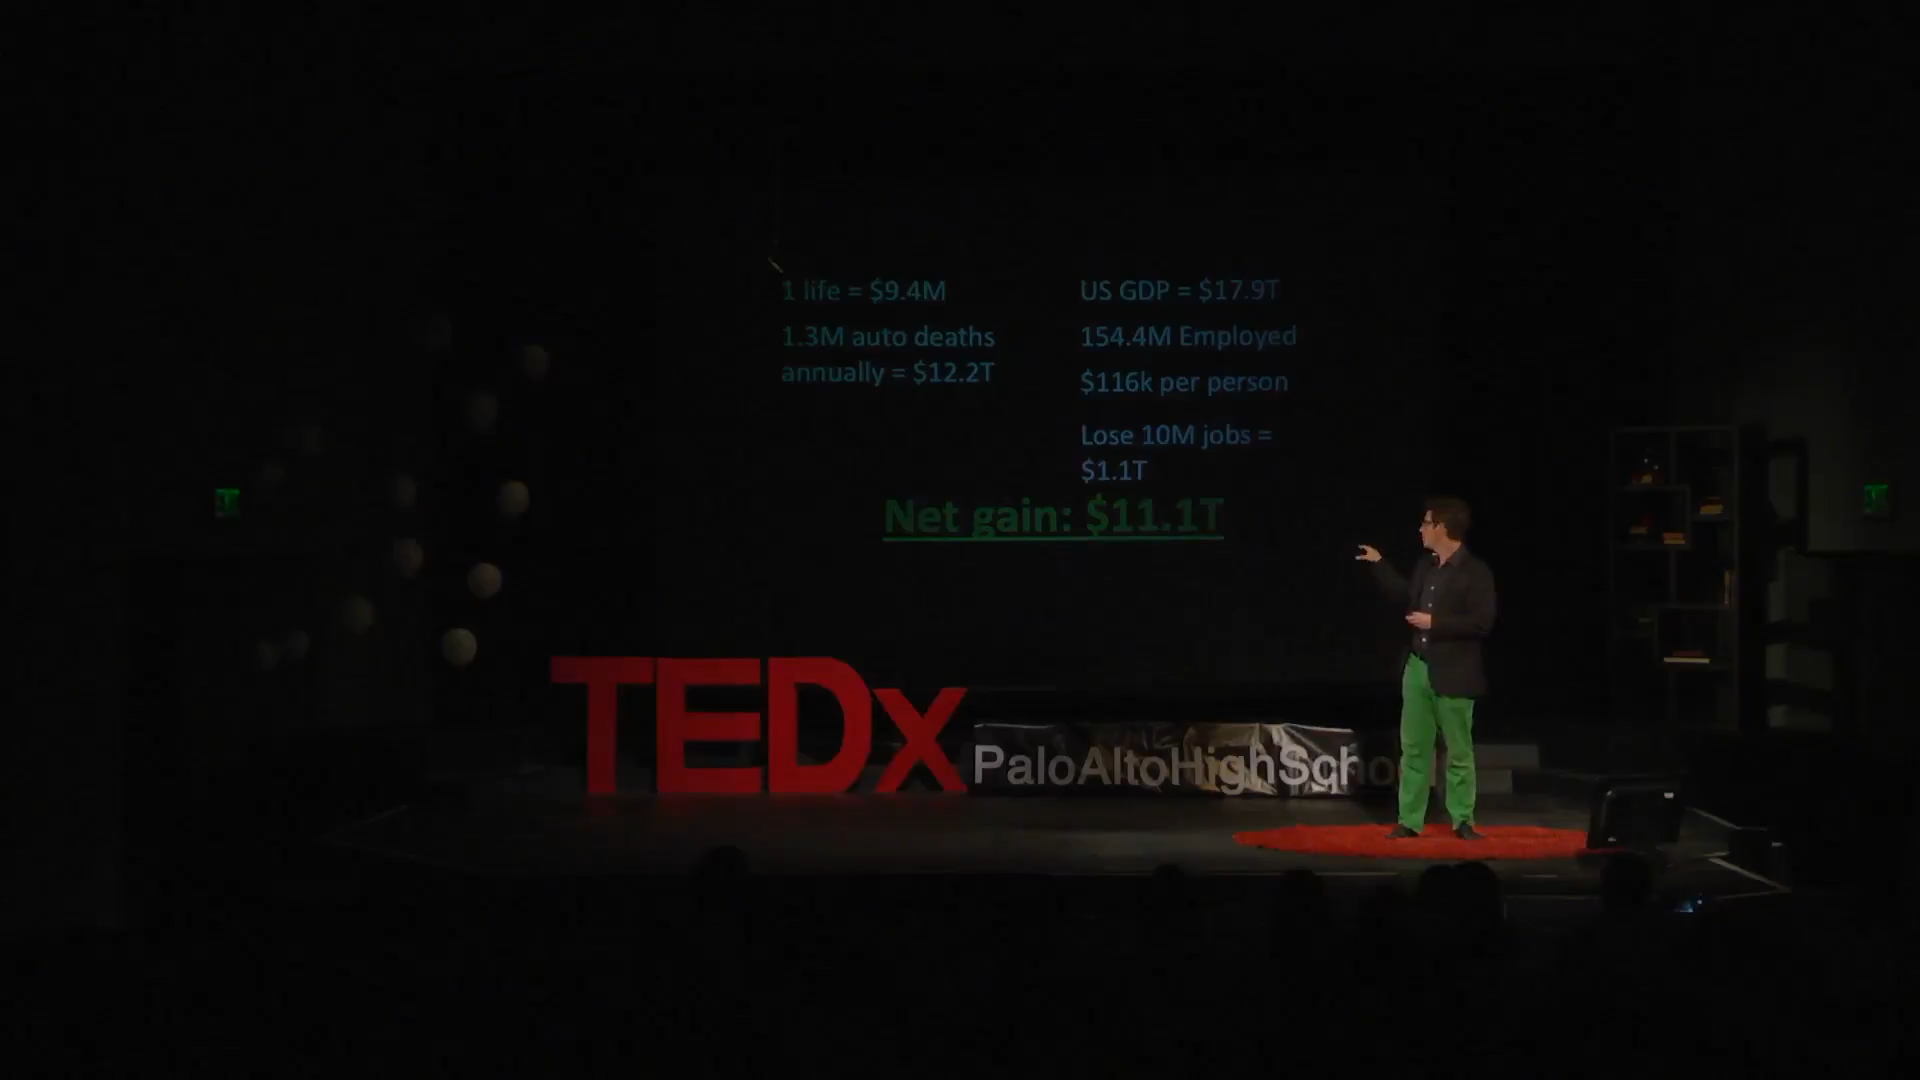 1 life = $9.4M
1.3M auto deaths
annually = $12.2T
US GDP = $17.9T
154.4M Employed
$116k per person
Lose 10M jobs =
$1.1T
Net gain: $11.1T
TEDx
PaloAltoHighSchool